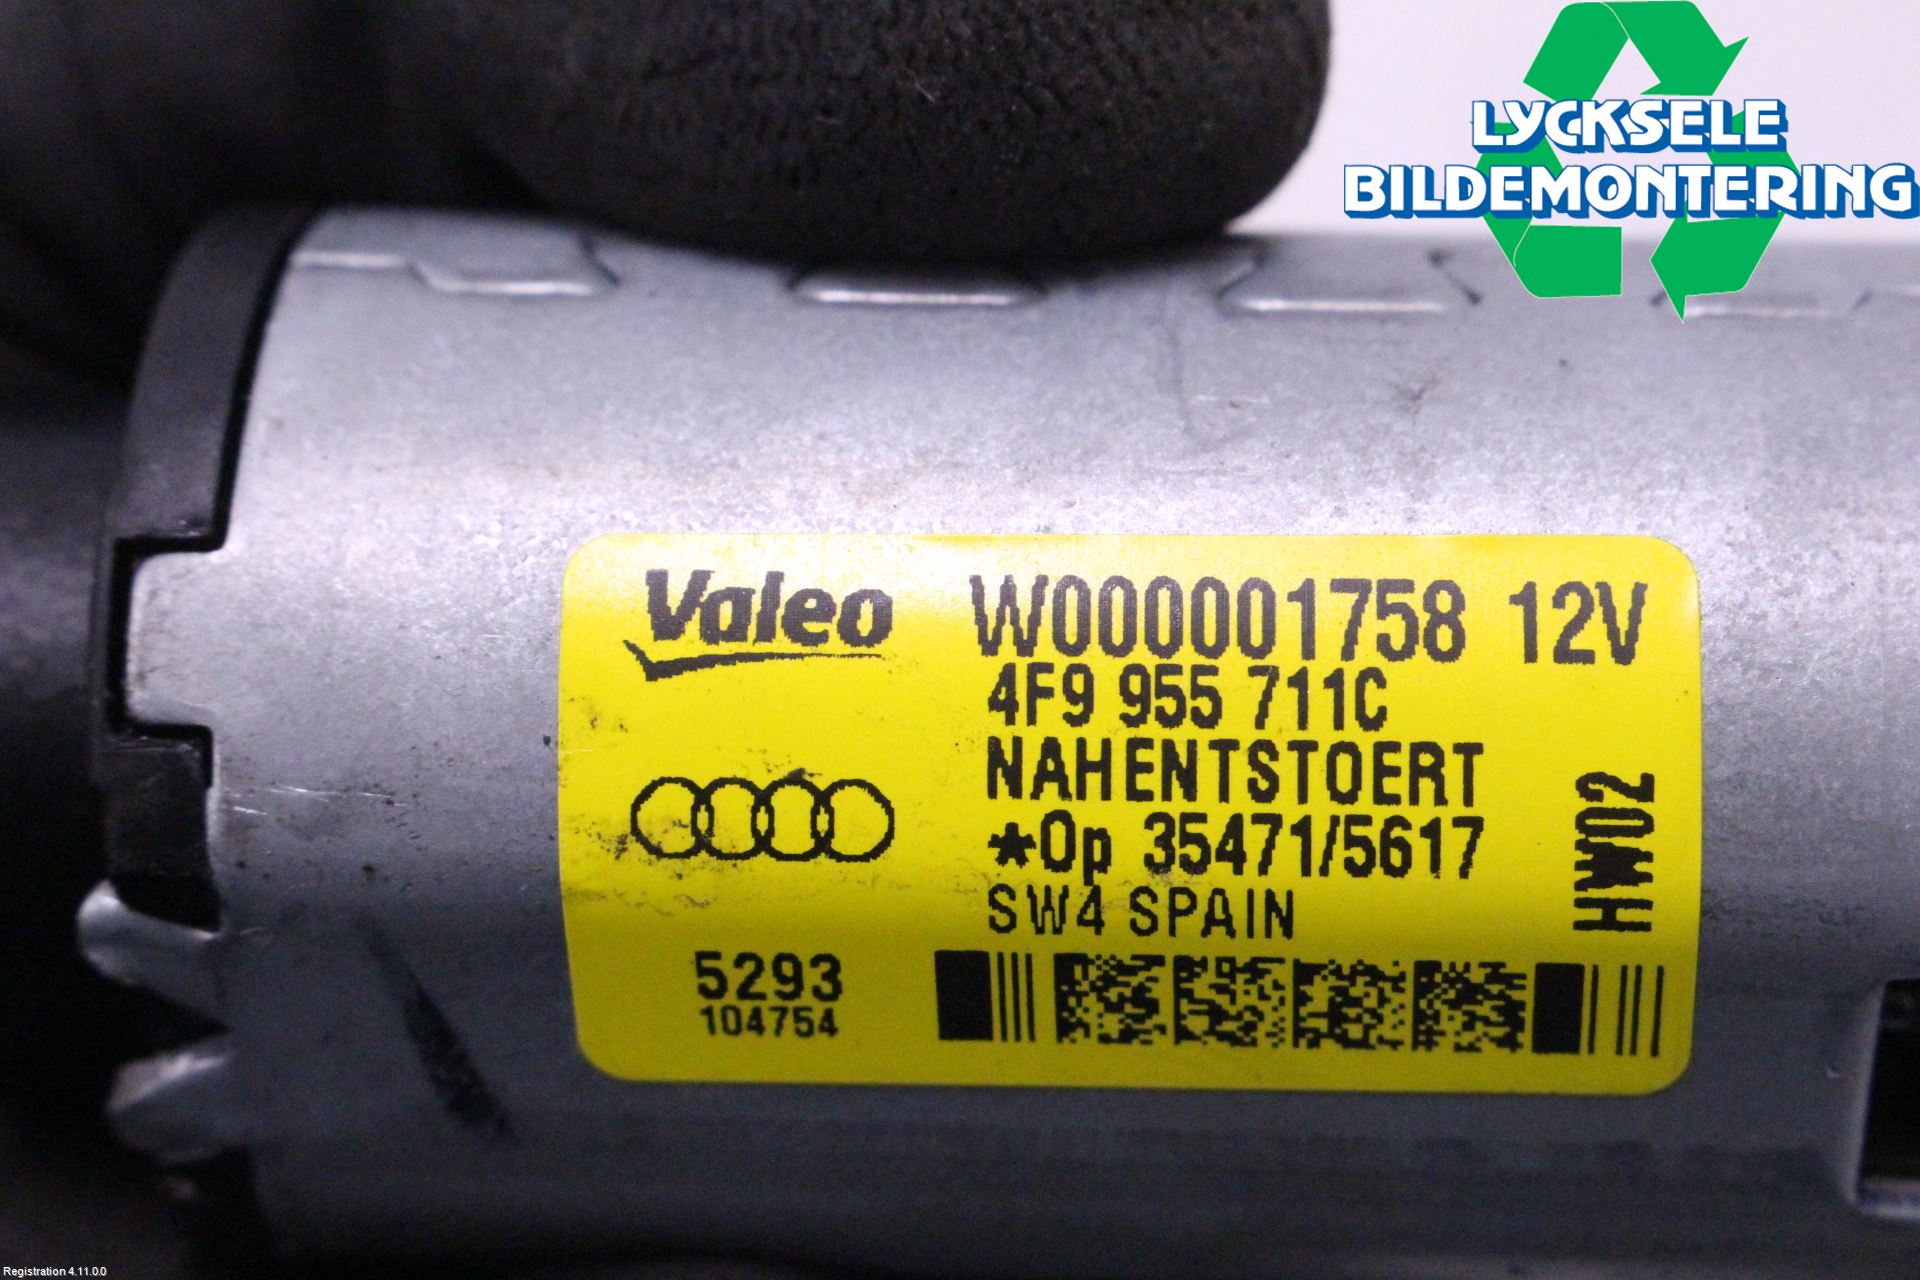 LYCKSELE
BILDEMONTERING
Valeo
W000001758 12V
4F9 955 711C
NAHENTSTOERT
*Op 35471/5617
SW4 SPAIN
HW02
5293
104754
Registration 4.11.0.0